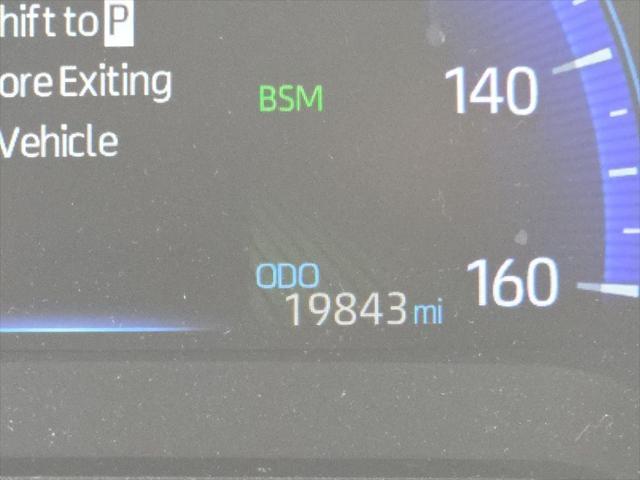 hift to P
ore Exiting
Vehicle
BSM
140
160
ODO
19843 mi